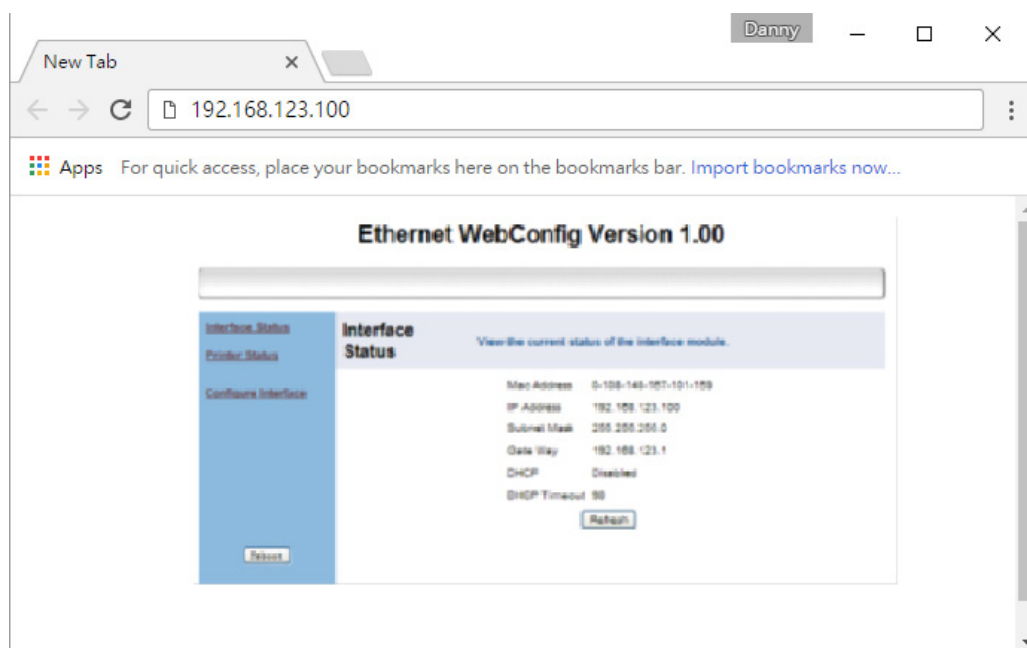 Danny
New Tab
192.168.123.100
Apps For quick access, place your bookmarks here on the bookmarks bar. Import bookmarks now...
Ethernet WebConfig Version 1.00
Interface Status
Printer Status
Configure Interface
Reboot
Interface
Status
View the current status of the interface module.
Mac Address
IP Address 192.168.123.100
Subnet Mask 255.255.255.0
Gate Way 192.168.123.1
DHCP Disabled
DHCP Timeout
Refresh